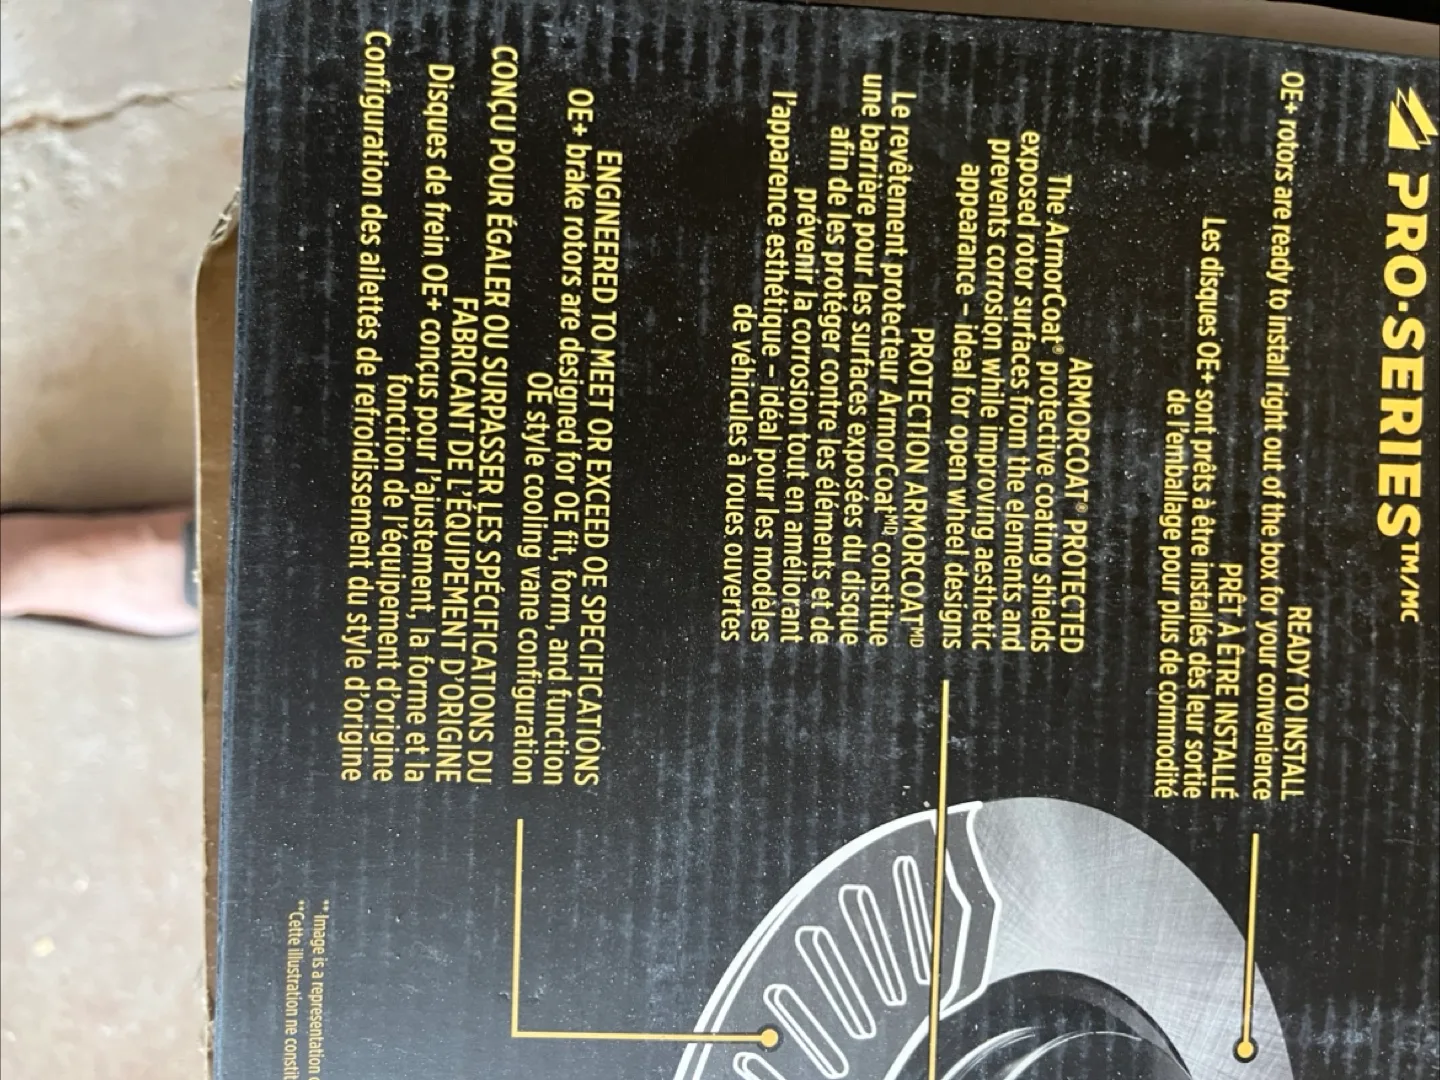 PRO-SERIES™/MC
READY TO INSTALL
OE+ rotors are ready to install right out of the box for your convenience
PRÊT À ÊTRE INSTALLÉ
Les disques OE+ sont prêts à être installés dès leur sortie
de l'emballage pour plus de commodité
ARMORCOAT® PROTECTED
The ArmorCoat® protective coating shields
exposed rotor surfaces from the elements and
prevents corrosion while improving aesthetic
appearance – ideal for open wheel designs
PROTECTION ARMORCOAT MD
Le revêtement protecteur ArmorCoat MD constitue
une barrière pour les surfaces exposées du disque
afin de les protéger contre les éléments et de
prévenir la corrosion tout en améliorant
l'apparence esthétique – idéal pour les modèles
de véhicules à roues ouvertes
ENGINEERED TO MEET OR EXCEED OE SPECIFICATIONS
OE+ brake rotors are designed for OE fit, form, and function
OE style cooling vane configuration
CONÇU POUR ÉGALER OU SURPASSER LES SPÉCIFICATIONS DU
FABRICANT DE L'ÉQUIPEMENT D'ORIGINE
Disques de frein OE+ conçus pour l'ajustement, la forme et la
fonction de l'équipement d'origine
Configuration des ailettes de refroidissement du style d'origine
**Image is a representation
**Cette illustration ne